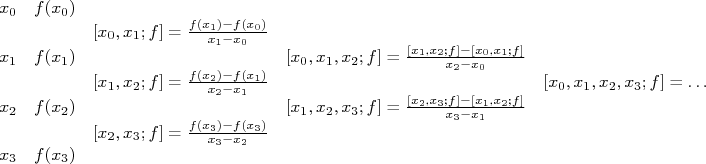 x₀ f(x₀)
[x₀, x₁; f] = (f(x₁)−f(x₀))/(x₁−x₀)
x₁ f(x₁) [x₀, x₁, x₂; f] = ([x₁,x₂;f]−[x₀,x₁;f])/(x₂−x₀)
[x₁, x₂; f] = (f(x₂)−f(x₁))/(x₂−x₁) [x₀, x₁, x₂, x₃; f] = …
x₂ f(x₂) [x₁, x₂, x₃; f] = ([x₂,x₃;f]−[x₁,x₂;f])/(x₃−x₁)
[x₂, x₃; f] = (f(x₃)−f(x₃))/(x₃−x₂)
x₃ f(x₃)